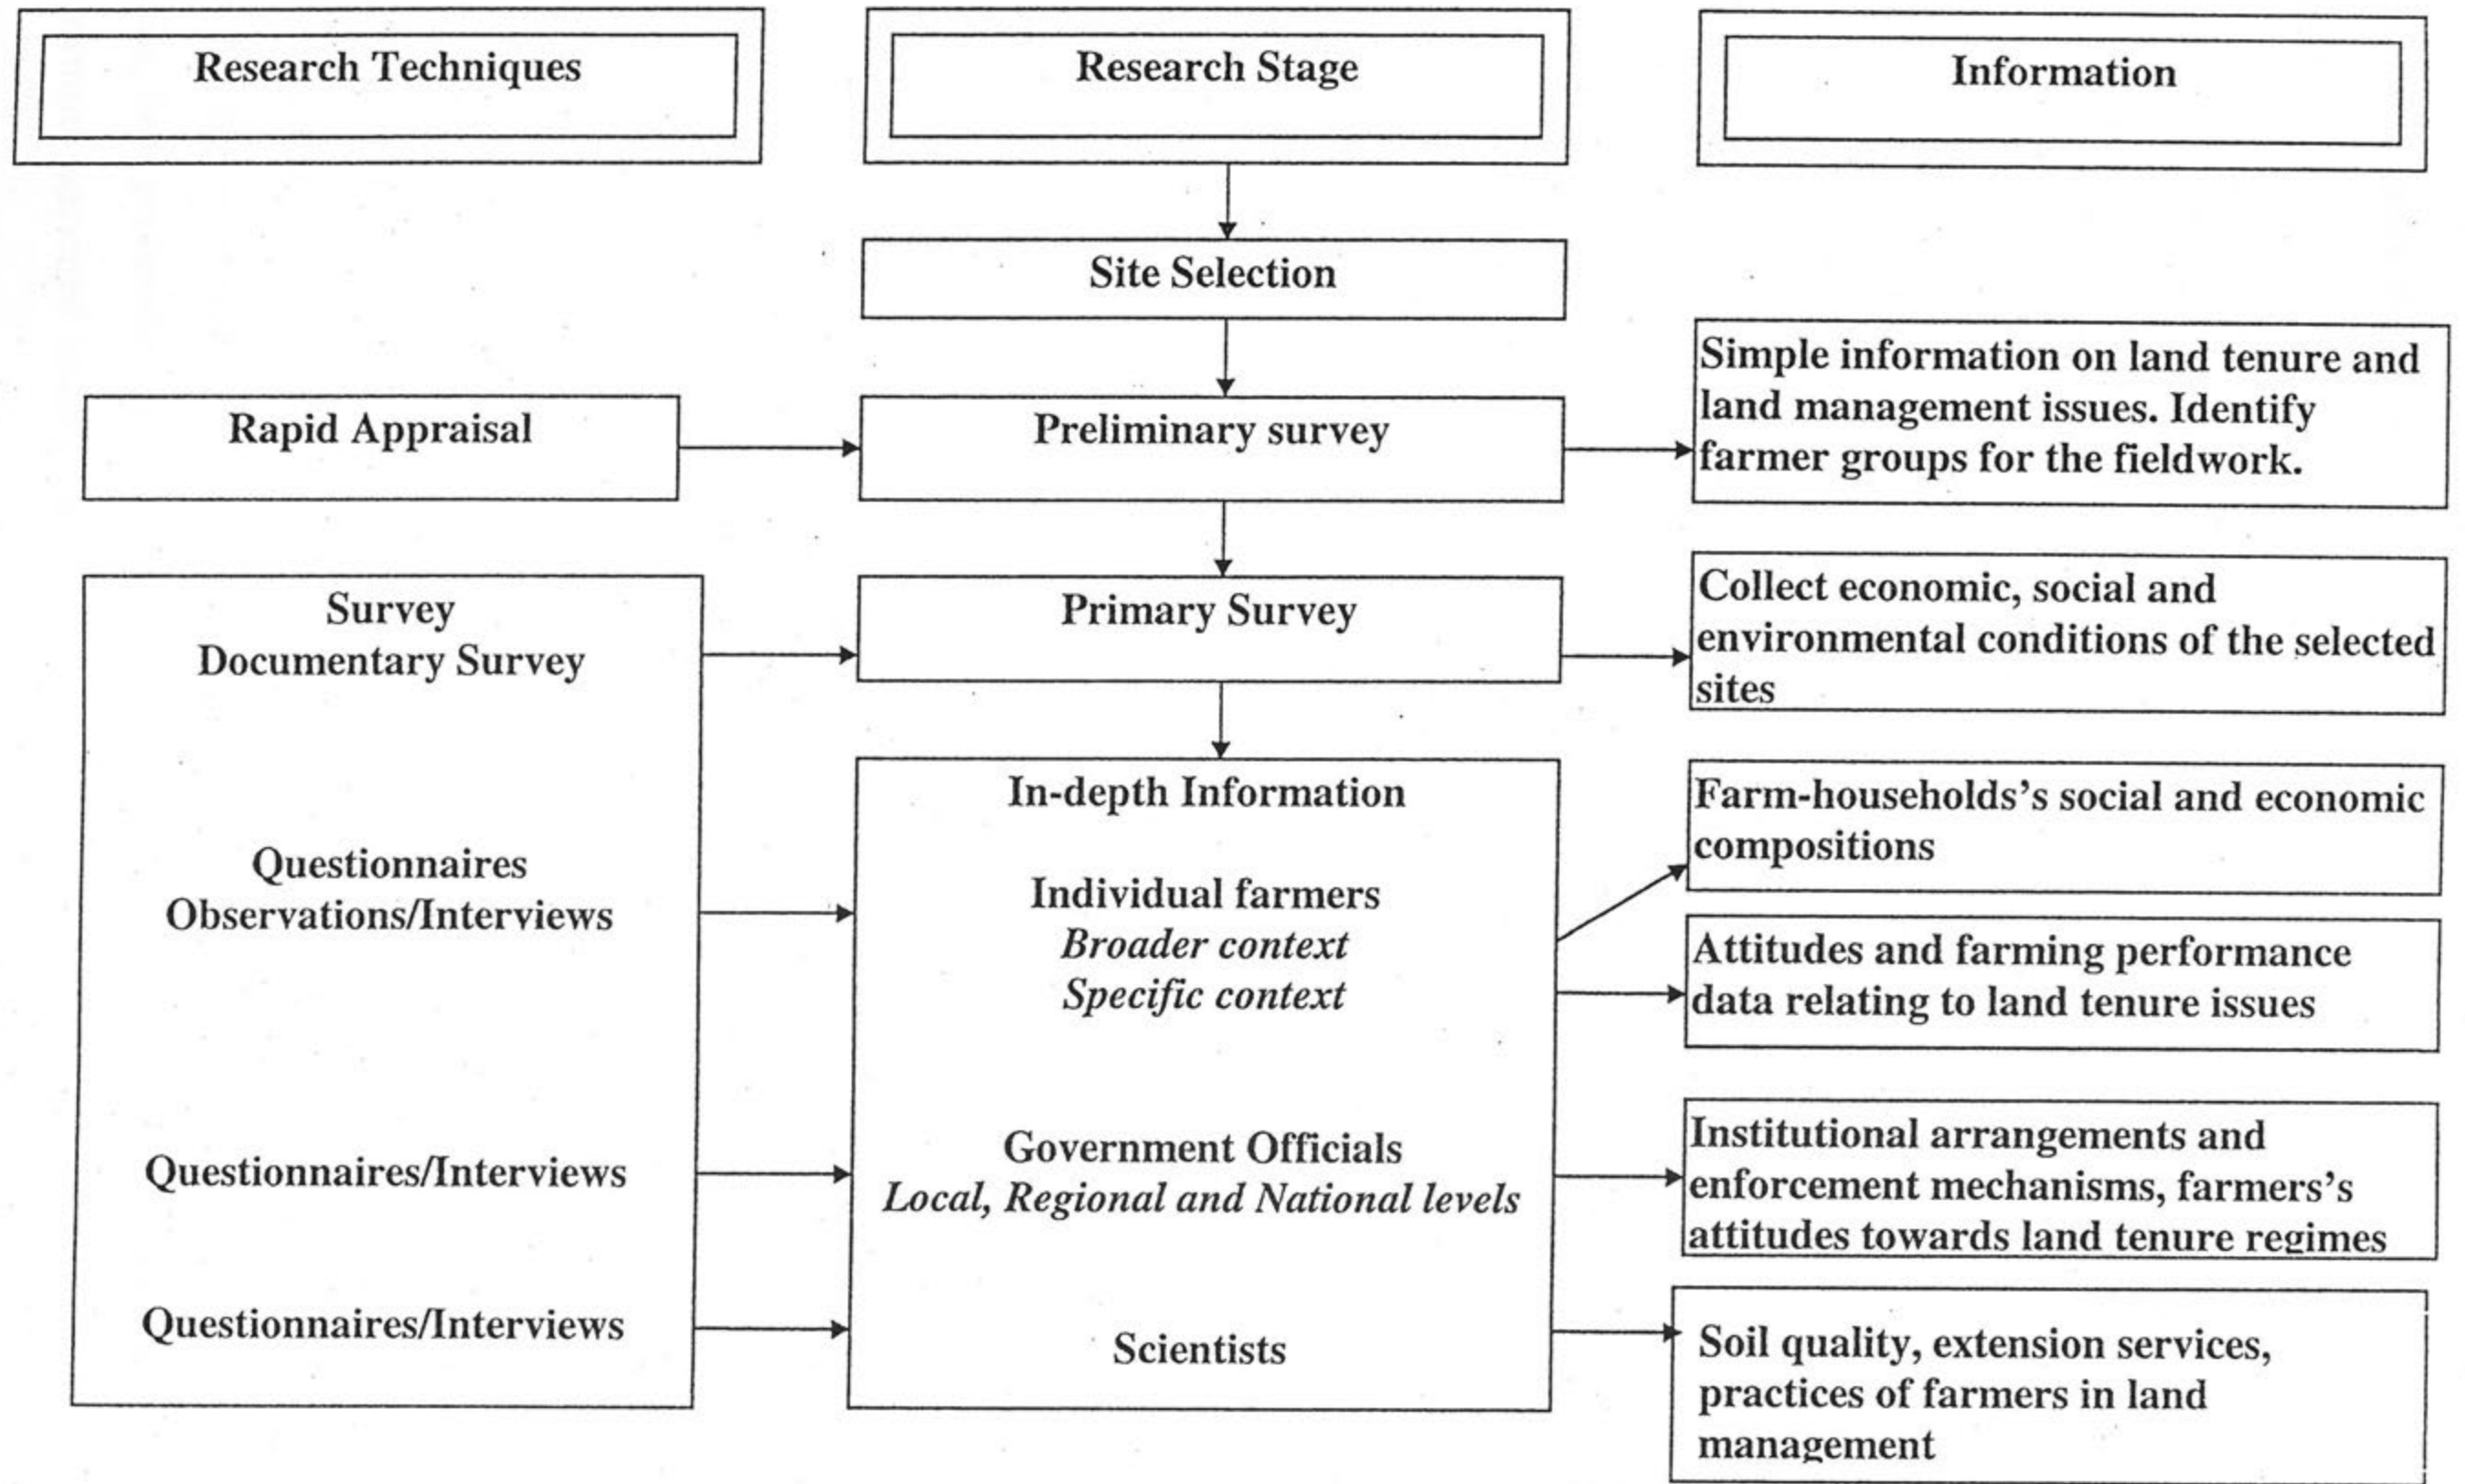 Research Techniques
Research Stage
Information
Site Selection
Rapid Appraisal
Preliminary survey
Simple information on land tenure and
land management issues. Identify
farmer groups for the fieldwork.
Survey
Documentary Survey
Primary Survey
Collect economic, social and
environmental conditions of the selected
sites
Questionnaires
Observations/Interviews
In-depth Information
Individual farmers
Broader context
Specific context
Farm-households's social and economic
compositions
Attitudes and farming performance
data relating to land tenure issues
Questionnaires/Interviews
Government Officials
Local, Regional and National levels
Institutional arrangements and
enforcement mechanisms, farmers's
attitudes towards land tenure regimes
Questionnaires/Interviews
Scientists
Soil quality, extension services,
practices of farmers in land
management